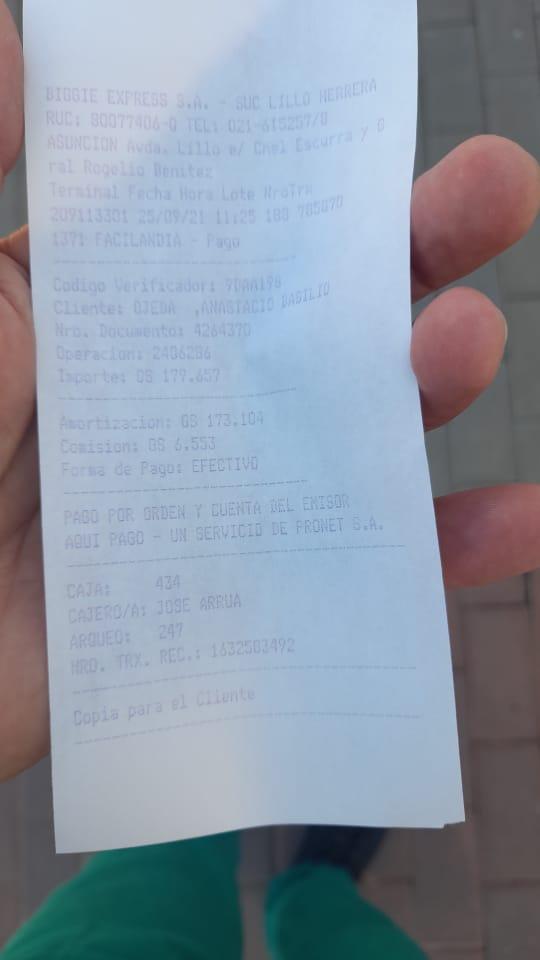 BIGGIE EXPRESS S.A. - SUC LILLO HERRERA
RUC: 80077406-0 TEL: 021-615257/8
ASUNCION Avda. Lillo e/ Cnel Escurra y G
ral Rogelio Benitez
Terminal Fecha Hora Lote NroTrx
209113301 25/09/21 11:25 188 785870
1371 FACILANDIA - Pago
Codigo Verificador: 9DAA198
Cliente: OJEDA ,ANASTACIO BASILIO
Nro. Documento: 4264370
Operacion: 2406286
Importe: GS 179.657
Amortizacion: GS 173.104
Comision: GS 6.553
Forma de Pago: EFECTIVO
PAGO POR ORDEN Y CUENTA DEL EMISOR
AQUI PAGO - UN SERVICIO DE PRONET S.A.
CAJA: 434
CAJERO/A: JOSE ARRUA
ARQUEO: 247
NRO. TRX. REC.: 1632583492
Copia para el Cliente